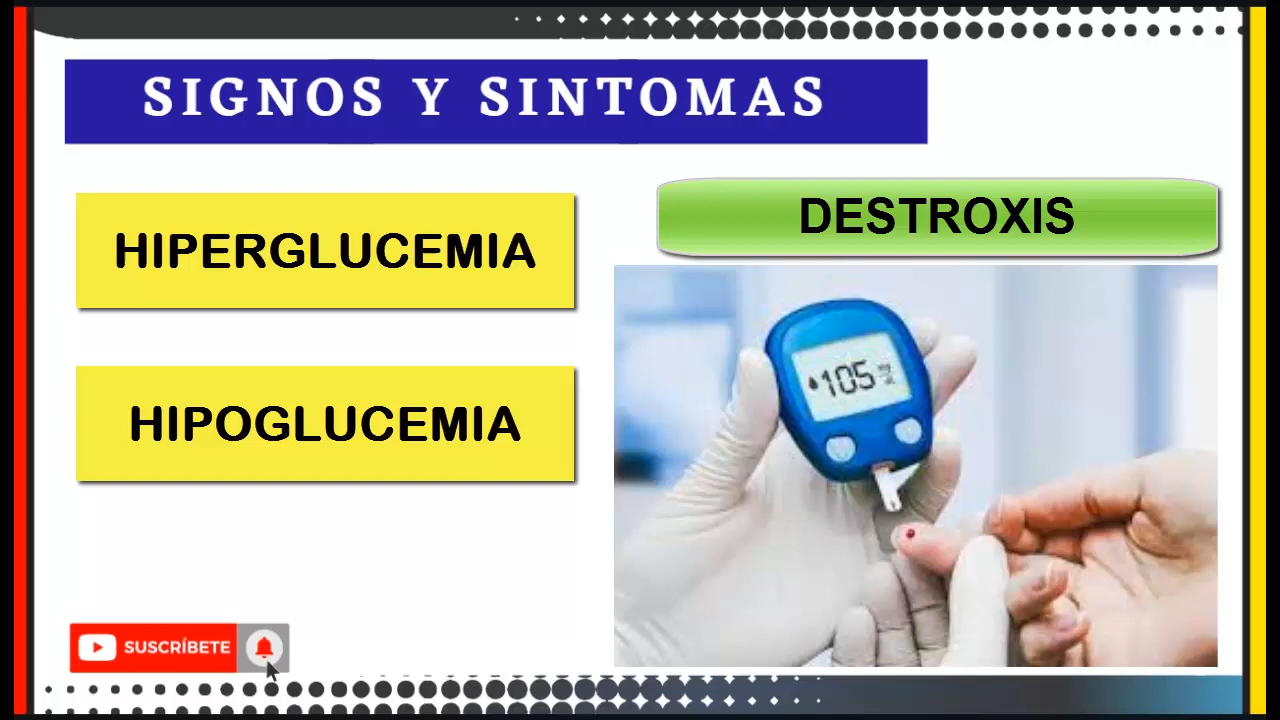 SIGNOS Y SINTOMAS
HIPERGLUCEMIA
HIPOGLUCEMIA
DESTROXIS
105
SUSCRÍBETE